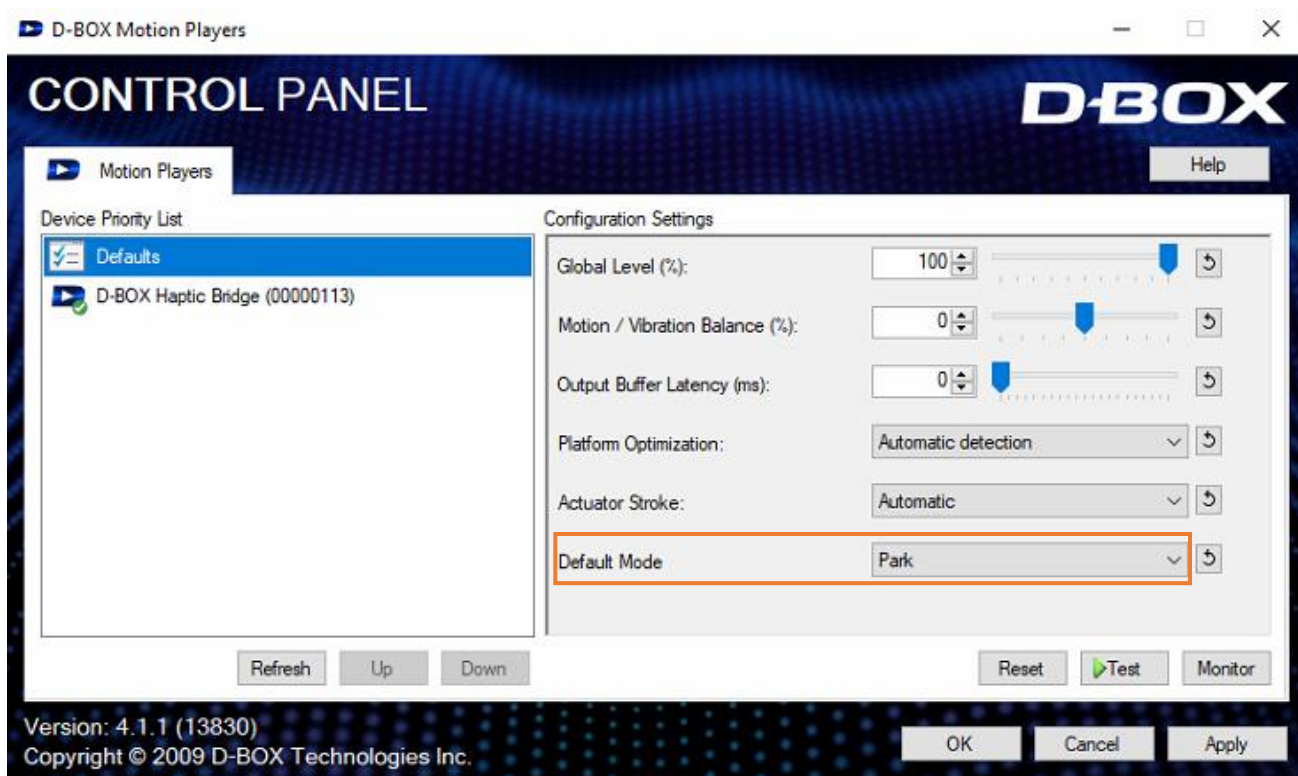 D-BOX Motion Players
CONTROL PANEL
D-BOX
Motion Players
Help
Device Priority List
Configuration Settings
Defaults
D-BOX Haptic Bridge (00000113)
Global Level (%):
100
Motion / Vibration Balance (%):
0
Output Buffer Latency (ms):
0
Platform Optimization:
Automatic detection
Actuator Stroke:
Automatic
Default Mode
Park
Refresh
Up
Down
Reset
Test
Monitor
Version: 4.1.1 (13830)
Copyright © 2009 D-BOX Technologies Inc.
OK
Cancel
Apply